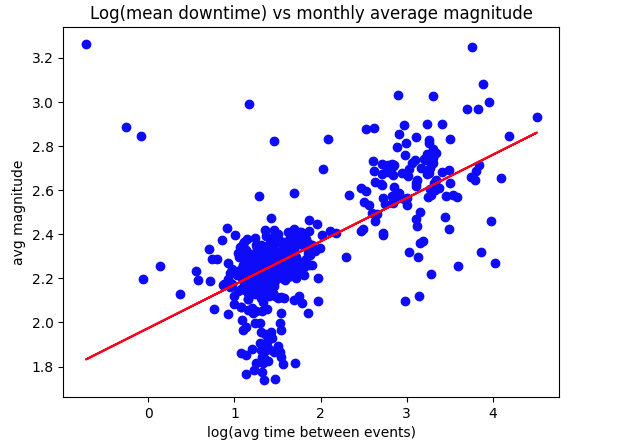 Log(mean downtime) vs monthly average magnitude
avg magnitude
3.2
3.0
2.8
2.6
2.4
2.2
2.0
1.8
0 1 2 3 4
log(avg time between events)